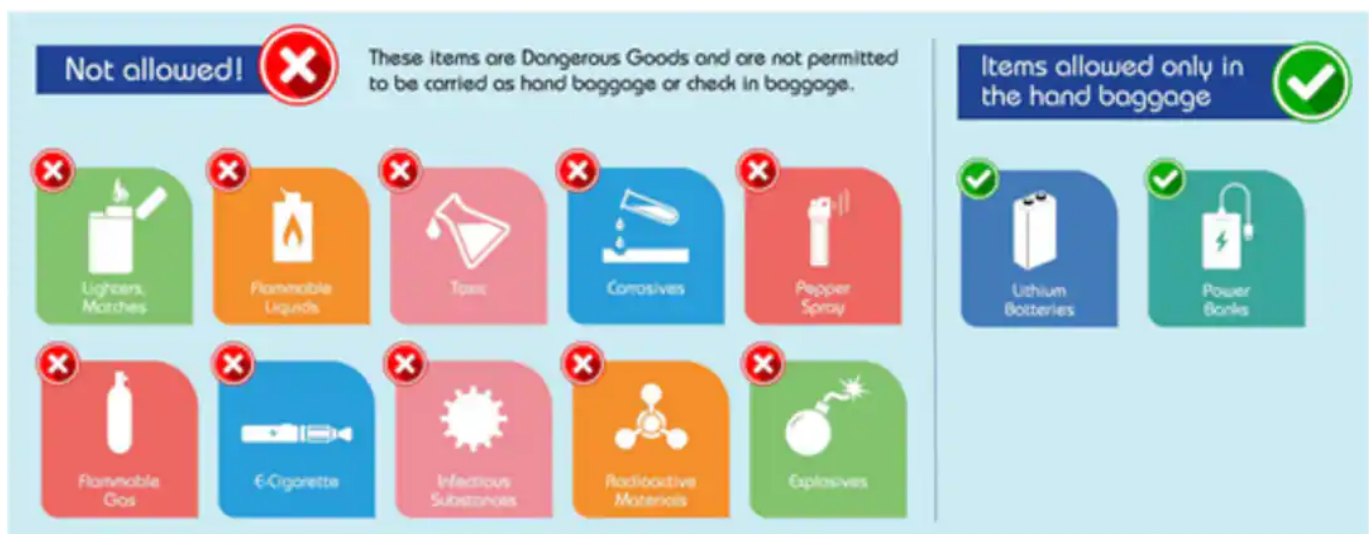 Not allowed!
These items are Dangerous Goods and are not permitted
to be carried as hand baggage or check in baggage.
Items allowed only in
the hand baggage
Lighters,
Matches
Flammable
Liquids
Toxic
Corrosives
Pepper
Spray
Lithium
Batteries
Power
Banks
Flammable
Gas
E-Cigarette
Infectious
Substances
Radioactive
Materials
Explosives